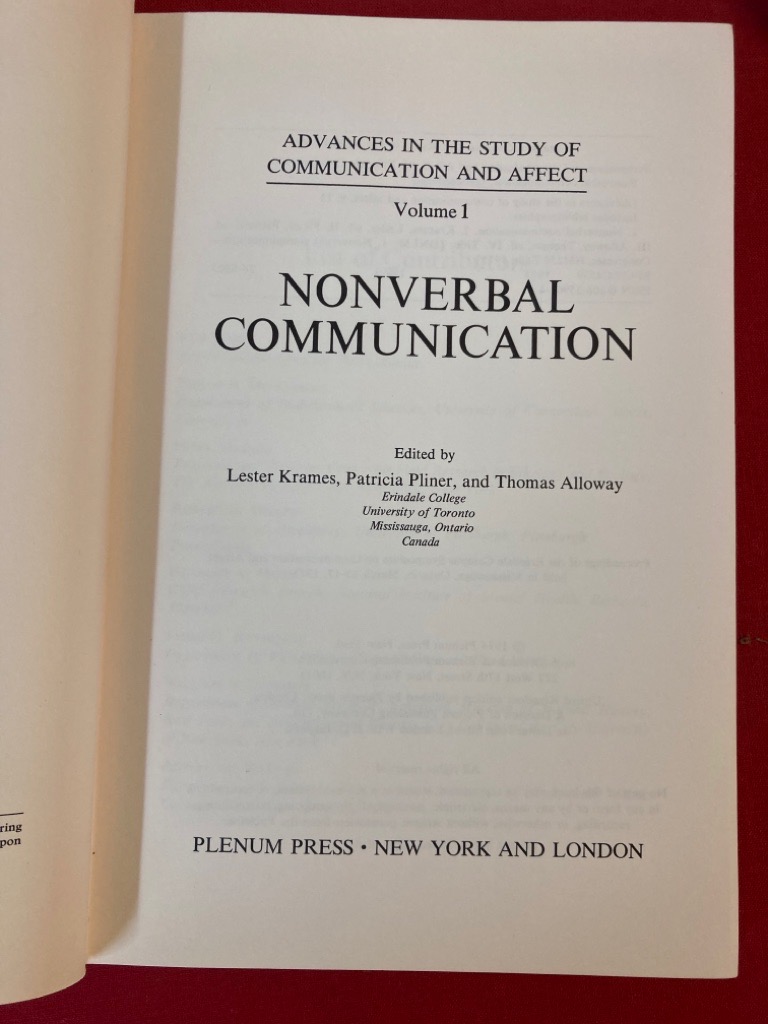 ADVANCES IN THE STUDY OF
COMMUNICATION AND AFFECT
Volume 1
NONVERBAL
COMMUNICATION
Edited by
Lester Krames, Patricia Pliner, and Thomas Alloway
Erindale College
University of Toronto
Mississauga, Ontario
Canada
PLENUM PRESS • NEW YORK AND LONDON
ring
pon